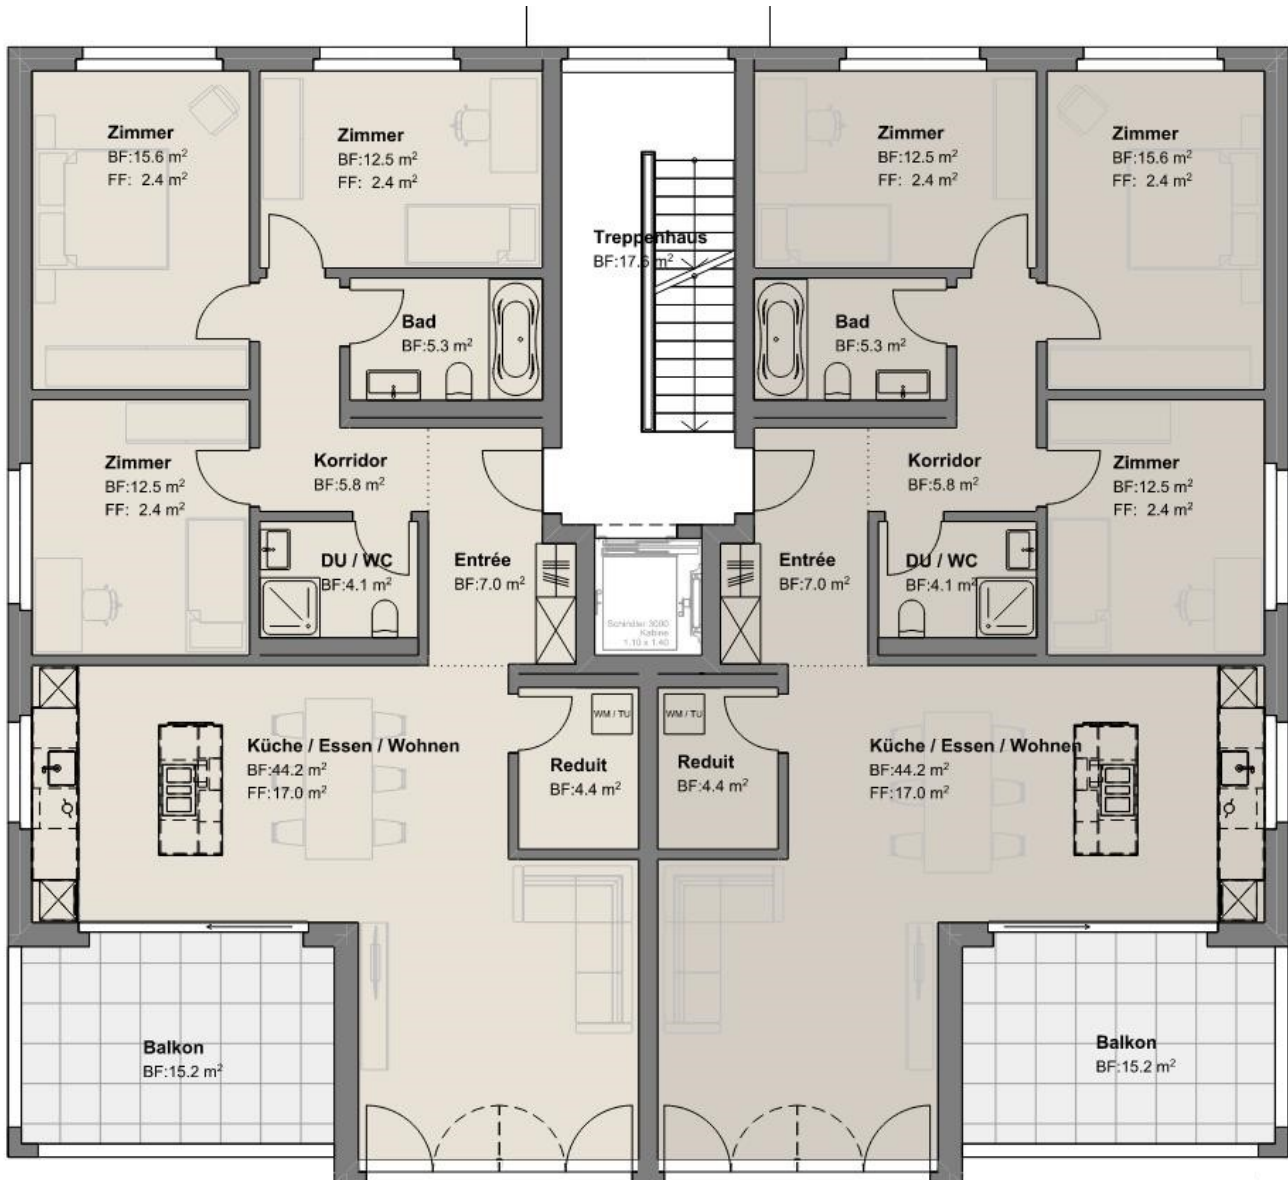 Zimmer
BF:15.6 m²
FF: 2.4 m²
Zimmer
BF:12.5 m²
FF: 2.4 m²
Zimmer
BF:12.5 m²
FF: 2.4 m²
Zimmer
BF:15.6 m²
FF: 2.4 m²
Treppenhaus
BF:17.6 m²
Bad
BF:5.3 m²
Bad
BF:5.3 m²
Zimmer
BF:12.5 m²
FF: 2.4 m²
Korridor
BF:5.8 m²
Korridor
BF:5.8 m²
Zimmer
BF:12.5 m²
FF: 2.4 m²
DU / WC
BF:4.1 m²
Entrée
BF:7.0 m²
Schindler 3000
Kabine
1.10 x 1.40
Entrée
BF:7.0 m²
DU / WC
BF:4.1 m²
Küche / Essen / Wohnen
BF:44.2 m²
FF:17.0 m²
WM / TU
Reduit
BF:4.4 m²
WM / TU
Reduit
BF:4.4 m²
Küche / Essen / Wohnen
BF:44.2 m²
FF:17.0 m²
Balkon
BF:15.2 m²
Balkon
BF:15.2 m²